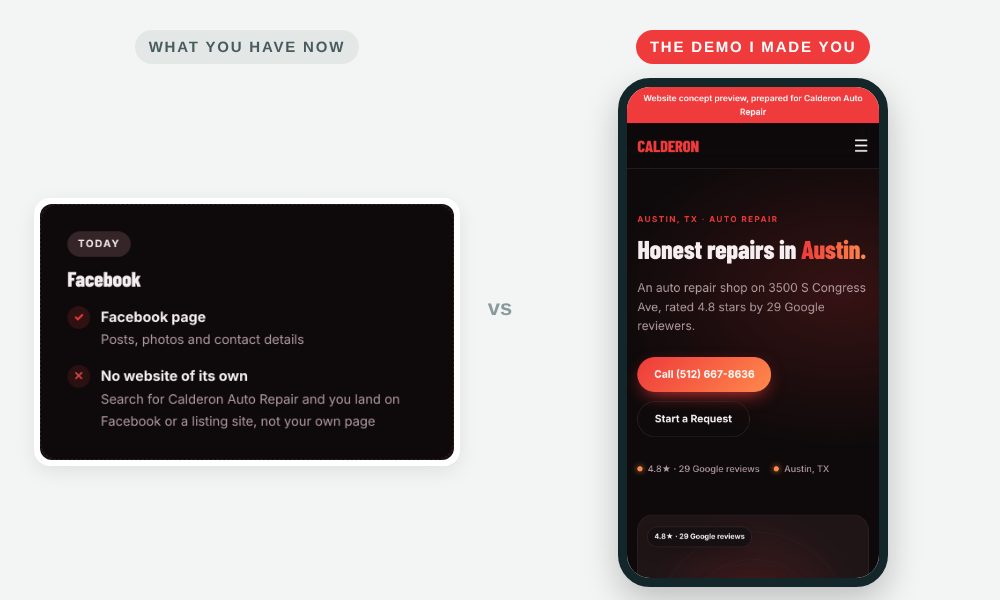 WHAT YOU HAVE NOW
TODAY
Facebook
Facebook page
Posts, photos and contact details
No website of its own
Search for Calderon Auto Repair and you land on
Facebook or a listing site, not your own page
vs
THE DEMO I MADE YOU
Website concept preview, prepared for Calderon Auto
Repair
CALDERON
AUSTIN, TX · AUTO REPAIR
Honest repairs in Austin.
An auto repair shop on 3500 S Congress
Ave, rated 4.8 stars by 29 Google
reviewers.
Call (512) 667-8636
Start a Request
4.8★ · 29 Google reviews
Austin, TX
4.8★ · 29 Google reviews